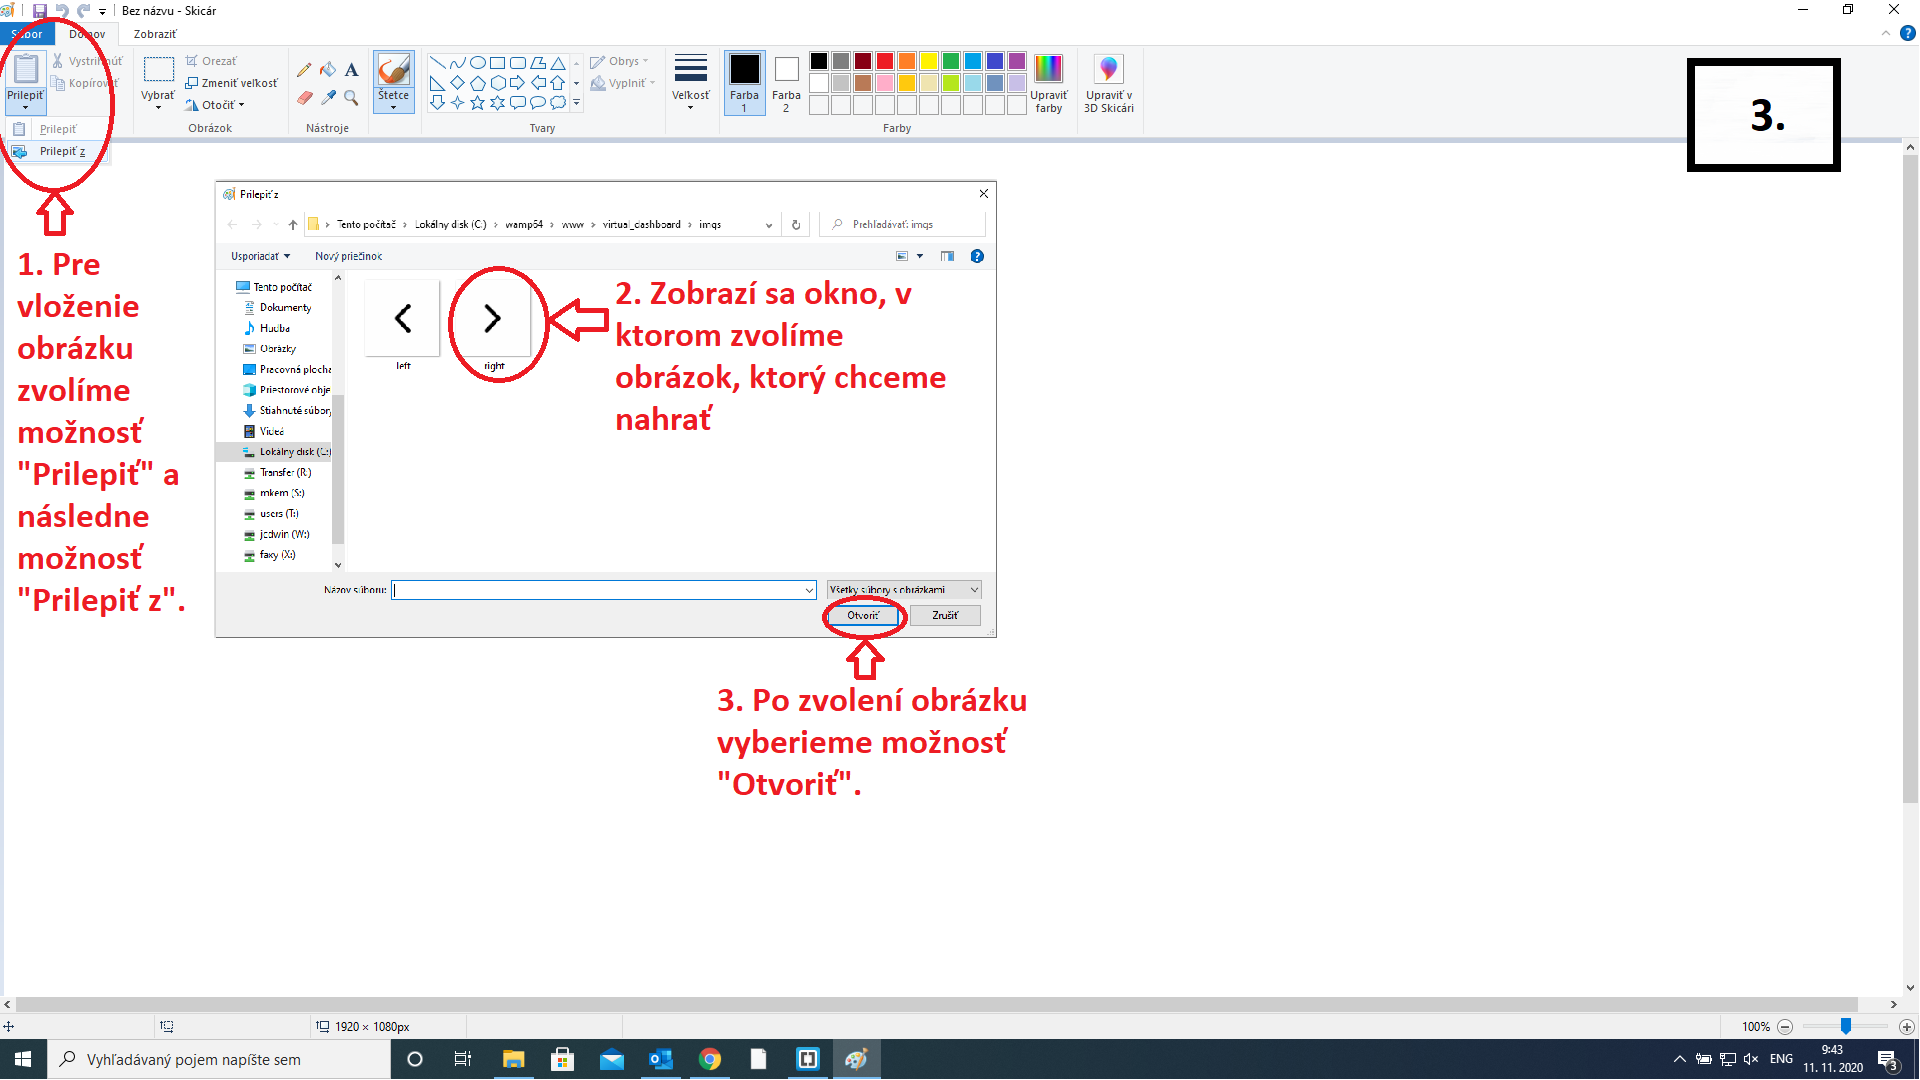 Bez názvu - Skicár
Súbor
Domov
Zobraziť
Prilepiť
Vystrihnúť
Kopírovať
Prilepiť
Prilepiť z
Vybrať
Orezať
Zmeniť veľkosť
Otočiť
Obrázok
A
Nástroje
Štetce
Obrys
Vyplniť
Tvary
Veľkosť
Farba
1
Farba
2
Upraviť
farby
Farby
Upraviť v
3D Skicári
3.
Prilepiť z
Tento počítač
Lokálny disk (C:)
wamp64
www
virtual_dashboard
imgs
Prehľadávať: imgs
Usporiadať
Nový priečinok
Tento počítač
Dokumenty
Hudba
Obrázky
Pracovná plocha
Priestorové obje
Stiahnuté súbory
Videá
Lokálny disk (C:)
Transfer (R:)
mkem (S:)
users (T:)
jcdwin (W:)
faxy (X:)
left
right
Názov súboru:
Všetky súbory s obrázkami
Otvoriť
Zrušiť
1. Pre
vloženie
obrázku
zvolíme
možnosť
"Prilepiť" a
následne
možnosť
"Prilepiť z".
2. Zobrazí sa okno, v
ktorom zvolíme
obrázok, ktorý chceme
nahrať
3. Po zvolení obrázku
vyberieme možnosť
"Otvoriť".
1920 × 1080px
100%
Vyhľadávaný pojem napíšte sem
ENG
9:43
11. 11. 2020
3